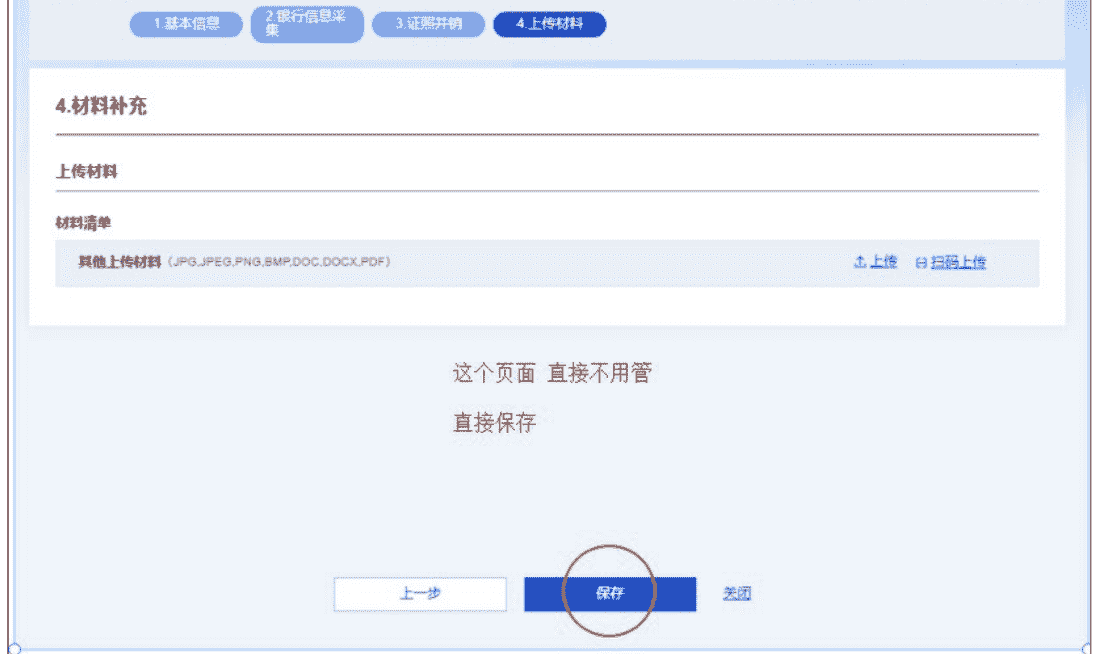 1.基本信息
2.银行信息采
集
3.证照并销
4.上传材料
4.材料补充
上传材料
材料清单
其他上传材料（JPG,JPEG,PNG,BMP,DOC,DOCX,PDF） 上传 扫码上传
这个页面 直接不用管
直接保存
上一步 保存 关闭